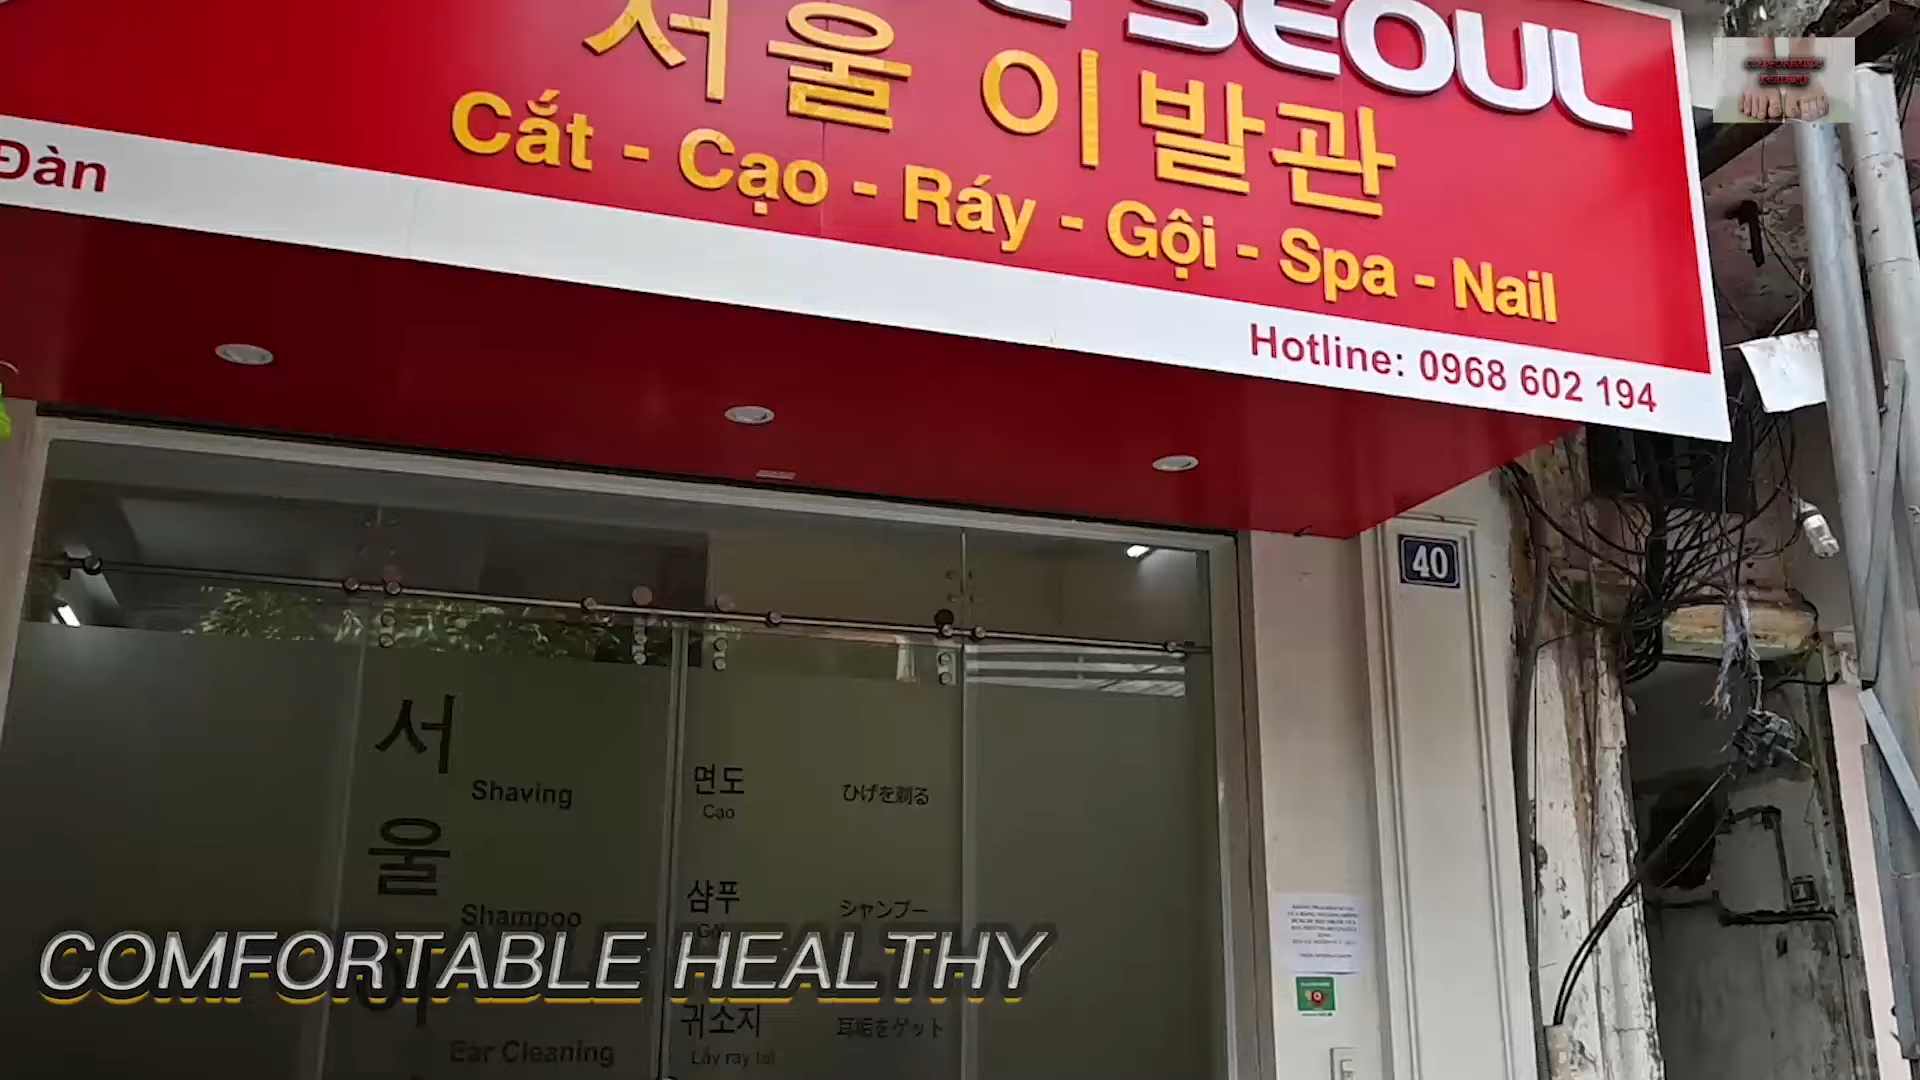 SEOUL
서울 이발관
Cắt - Cạo - Ráy - Gội - Spa - Nail
Đàn
Hotline: 0968 602 194
40
서
울
이
Shaving
면도
Cạo
ひげを剃る
Shampoo
샴푸
シャンプー
귀소지
Lấy ráy tai
耳垢をゲット
Ear Cleaning
COMFORTABLE HEALTHY